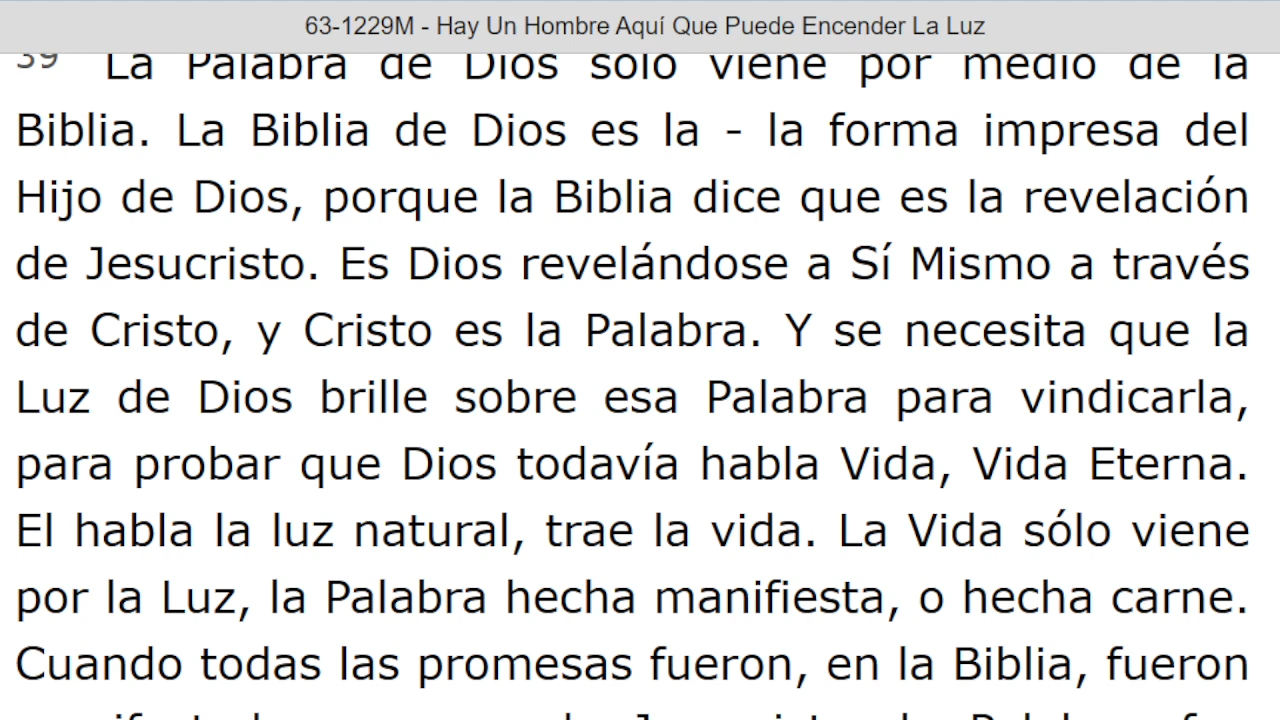 63-1229M - Hay Un Hombre Aquí Que Puede Encender La Luz
39 La Palabra de Dios sólo viene por medio de la
Biblia. La Biblia de Dios es la - la forma impresa del
Hijo de Dios, porque la Biblia dice que es la revelación
de Jesucristo. Es Dios revelándose a Sí Mismo a través
de Cristo, y Cristo es la Palabra. Y se necesita que la
Luz de Dios brille sobre esa Palabra para vindicarla,
para probar que Dios todavía habla Vida, Vida Eterna.
El habla la luz natural, trae la vida. La Vida sólo viene
por la Luz, la Palabra hecha manifiesta, o hecha carne.
Cuando todas las promesas fueron, en la Biblia, fueron